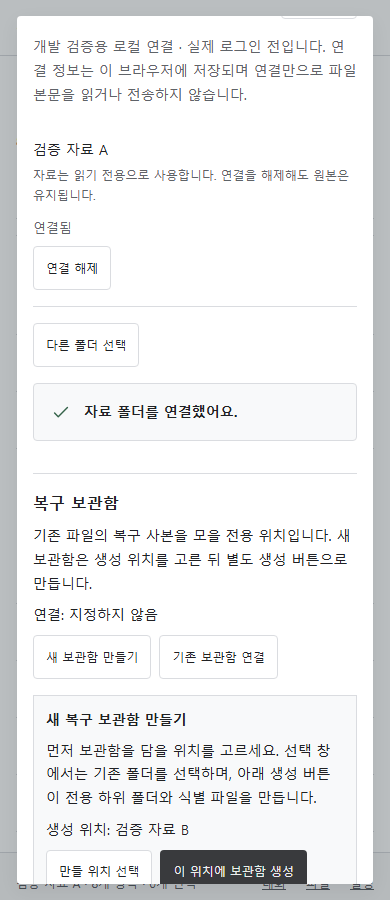 개발 검증용 로컬 연결 · 실제 로그인 전입니다. 연
결 정보는 이 브라우저에 저장되며 연결만으로 파일
본문을 읽거나 전송하지 않습니다.
검증 자료 A
자료는 읽기 전용으로 사용합니다. 연결을 해제해도 원본은
유지됩니다.
연결됨
연결 해제
다른 폴더 선택
자료 폴더를 연결했어요.
복구 보관함
기존 파일의 복구 사본을 모을 전용 위치입니다. 새
보관함은 생성 위치를 고른 뒤 별도 생성 버튼으로
만듭니다.
연결: 지정하지 않음
새 보관함 만들기 기존 보관함 연결
새 복구 보관함 만들기
먼저 보관함을 담을 위치를 고르세요. 선택 창
에서는 기존 폴더를 선택하며, 아래 생성 버튼
이 전용 하위 폴더와 식별 파일을 만듭니다.
생성 위치: 검증 자료 B
만들 위치 선택 이 위치에 보관함 생성